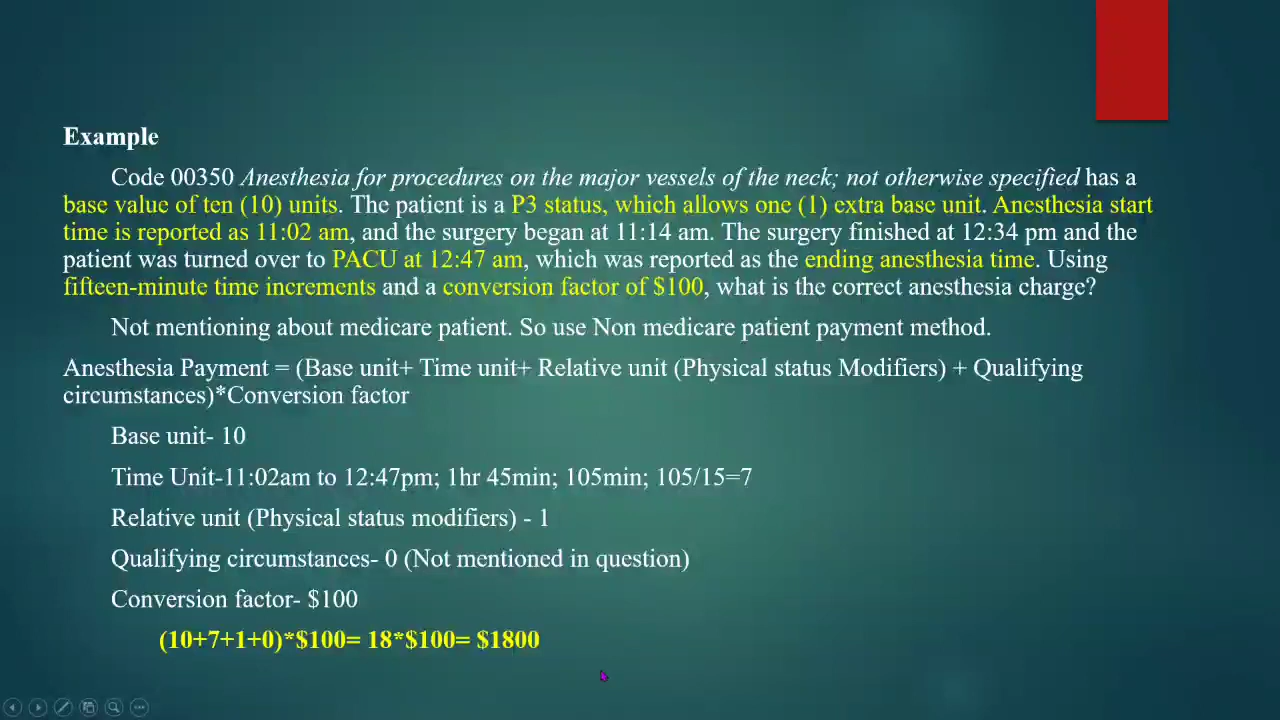 Example
Code 00350 Anesthesia for procedures on the major vessels of the neck; not otherwise specified has a
base value of ten (10) units. The patient is a P3 status, which allows one (1) extra base unit. Anesthesia start
time is reported as 11:02 am, and the surgery began at 11:14 am. The surgery finished at 12:34 pm and the
patient was turned over to PACU at 12:47 am, which was reported as the ending anesthesia time. Using
fifteen-minute time increments and a conversion factor of $100, what is the correct anesthesia charge?
Not mentioning about medicare patient. So use Non medicare patient payment method.
Anesthesia Payment = (Base unit+ Time unit+ Relative unit (Physical status Modifiers) + Qualifying
circumstances)*Conversion factor
Base unit- 10
Time Unit-11:02am to 12:47pm; 1hr 45min; 105min; 105/15=7
Relative unit (Physical status modifiers) - 1
Qualifying circumstances- 0 (Not mentioned in question)
Conversion factor- $100
(10+7+1+0)*$100= 18*$100= $1800